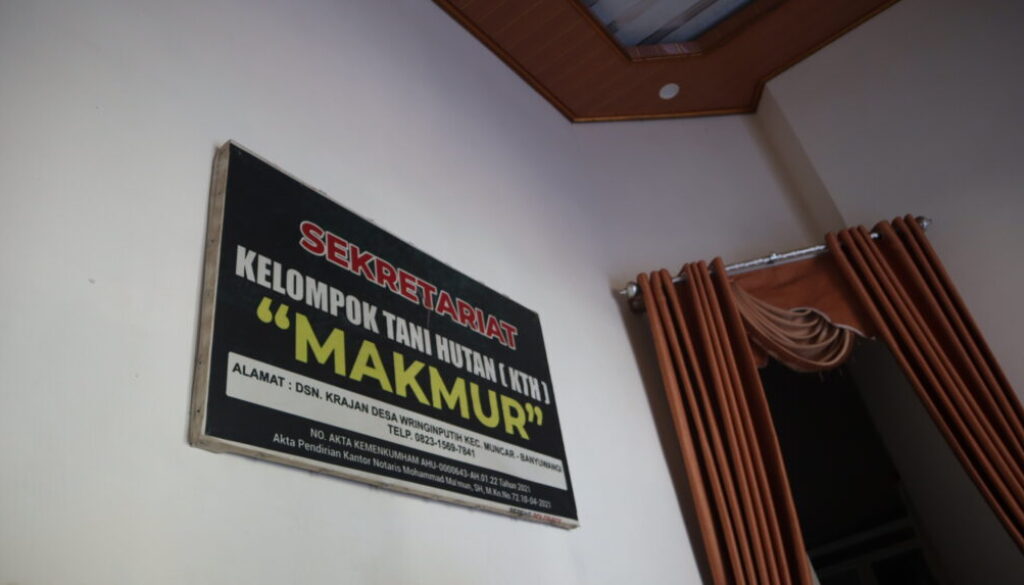 SEKRETARIAT
KELOMPOK TANI HUTAN ( KTH )
“MAKMUR”
ALAMAT : DSN. KRAJAN DESA WRINGINPUTIH KEC. MUNCAR - BANYUWANGI
TELP. 0823-1569-7841
NO. AKTA KEMENKUMHAM AHU-0000643-AH.01.22 Tahun 2021
Akta Pendirian Kantor Notaris Mohammad Ma'mun, SH, M.Kn No.72.10-04-2021